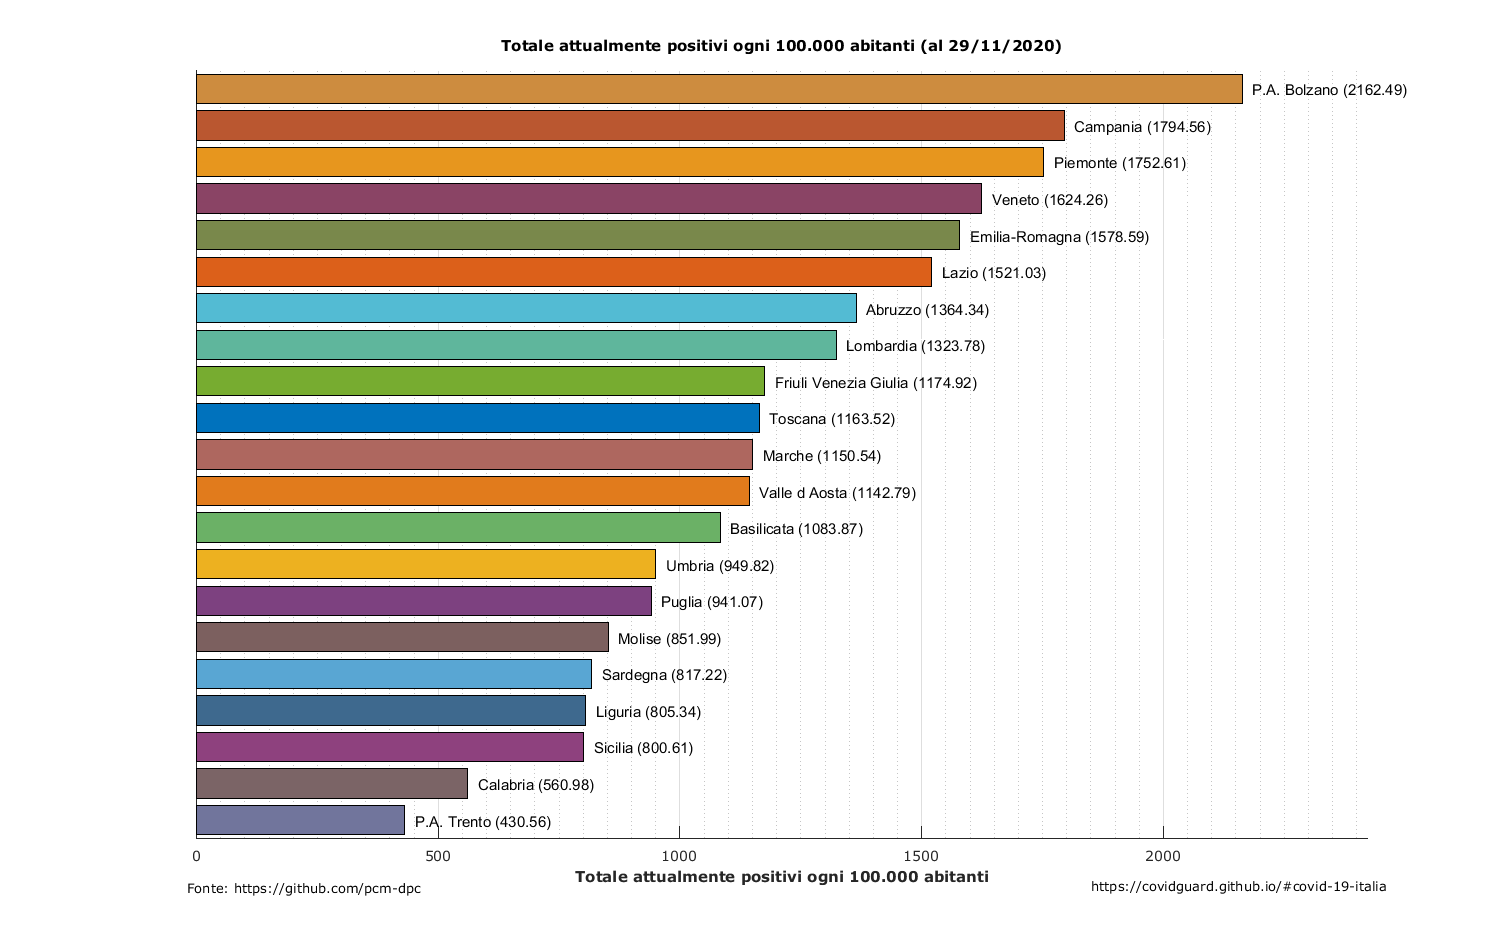 Totale attualmente positivi ogni 100.000 abitanti (al 29/11/2020)
P.A. Bolzano (2162.49)
Campania (1794.56)
Piemonte (1752.61)
Veneto (1624.26)
Emilia-Romagna (1578.59)
Lazio (1521.03)
Abruzzo (1364.34)
Lombardia (1323.78)
Friuli Venezia Giulia (1174.92)
Toscana (1163.52)
Marche (1150.54)
Valle d Aosta (1142.79)
Basilicata (1083.87)
Umbria (949.82)
Puglia (941.07)
Molise (851.99)
Sardegna (817.22)
Liguria (805.34)
Sicilia (800.61)
Calabria (560.98)
P.A. Trento (430.56)
0 500 1000 1500 2000
Totale attualmente positivi ogni 100.000 abitanti
Fonte: https://github.com/pcm-dpc
https://covidguard.github.io/#covid-19-italia